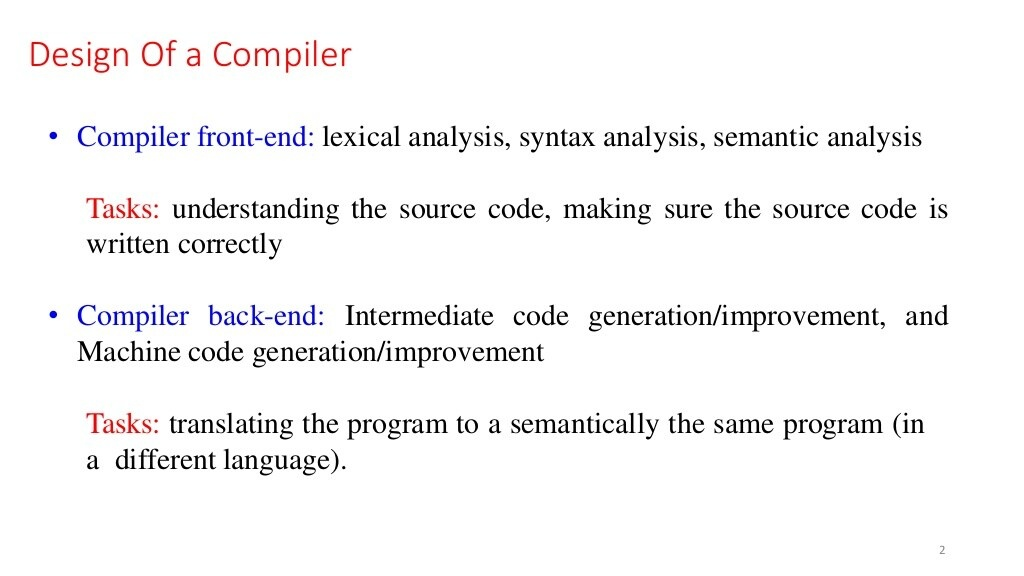 Design Of a Compiler
• Compiler front-end: lexical analysis, syntax analysis, semantic analysis
Tasks: understanding the source code, making sure the source code is
written correctly
• Compiler back-end: Intermediate code generation/improvement, and
Machine code generation/improvement
Tasks: translating the program to a semantically the same program (in
a different language).
2